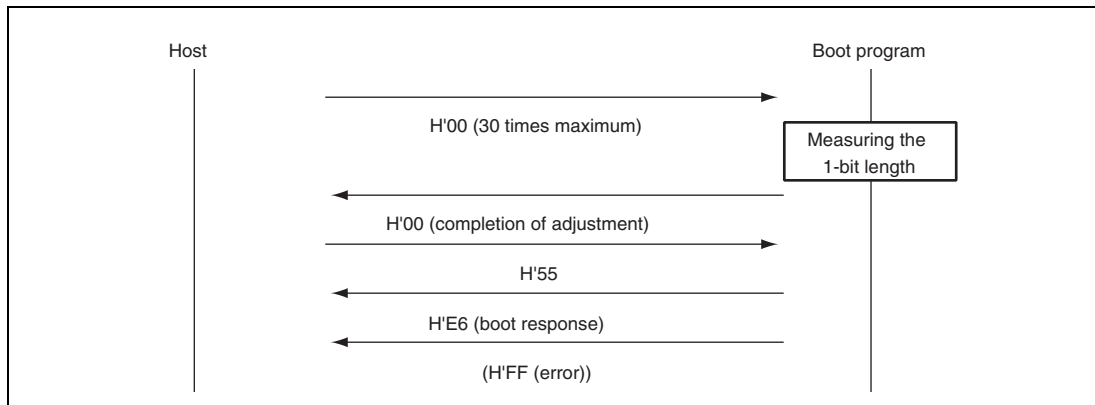 Host
Boot program
H'00 (30 times maximum)
Measuring the
1-bit length
H'00 (completion of adjustment)
H'55
H'E6 (boot response)
(H'FF (error))